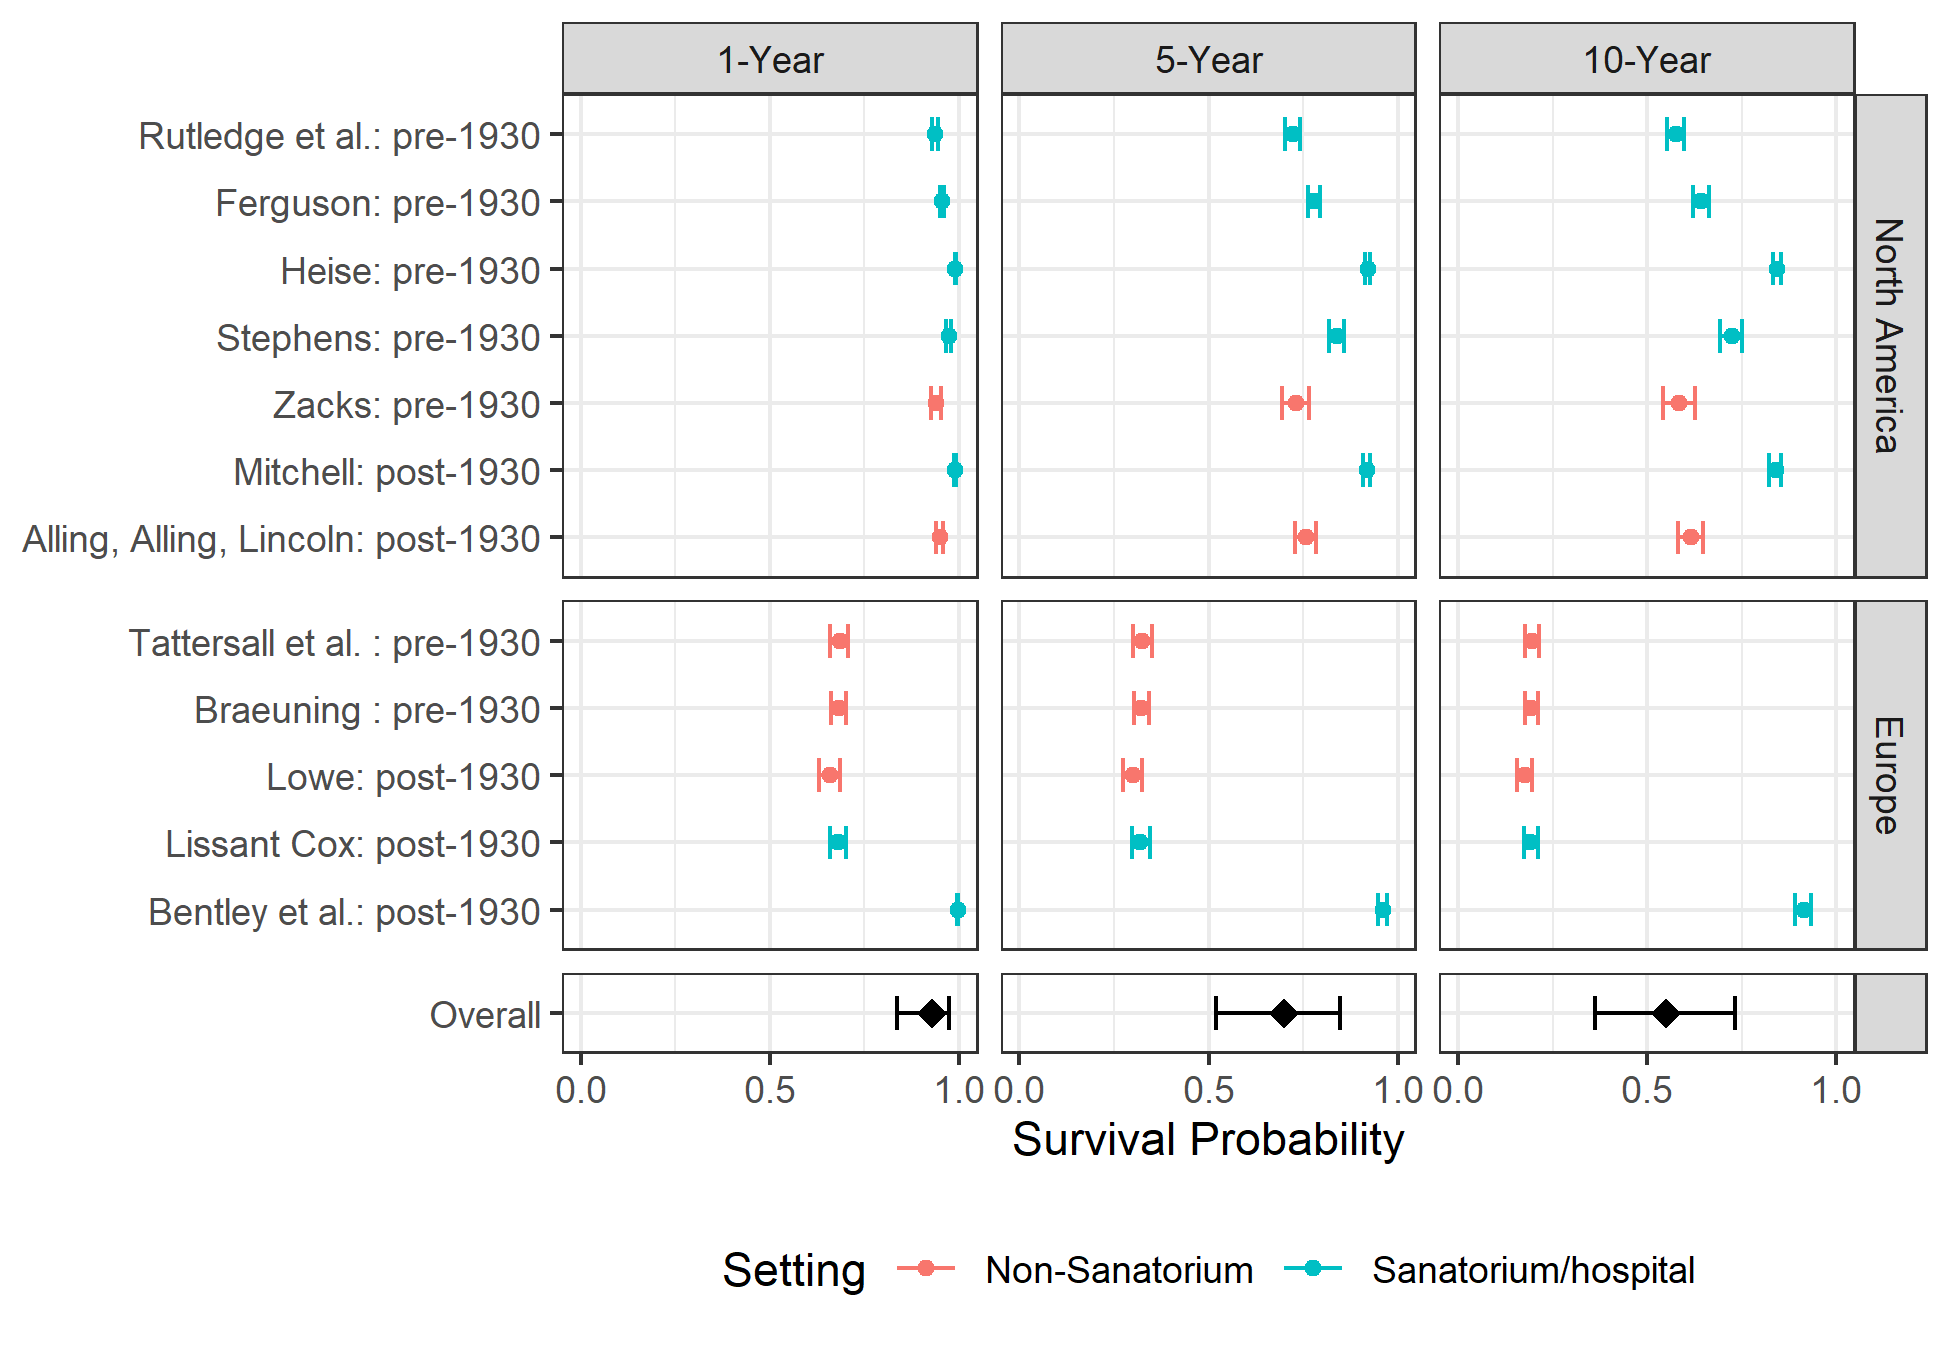 1-Year
5-Year
10-Year
Rutledge et al.: pre-1930
Ferguson: pre-1930
Heise: pre-1930
Stephens: pre-1930
Zacks: pre-1930
Mitchell: post-1930
Alling, Alling, Lincoln: post-1930
North America
Tattersall et al. : pre-1930
Braeuning : pre-1930
Lowe: post-1930
Lissant Cox: post-1930
Bentley et al.: post-1930
Europe
Overall
0.0 0.5 1.0 0.0 0.5 1.0 0.0 0.5 1.0
Survival Probability
Setting Non-Sanatorium Sanatorium/hospital